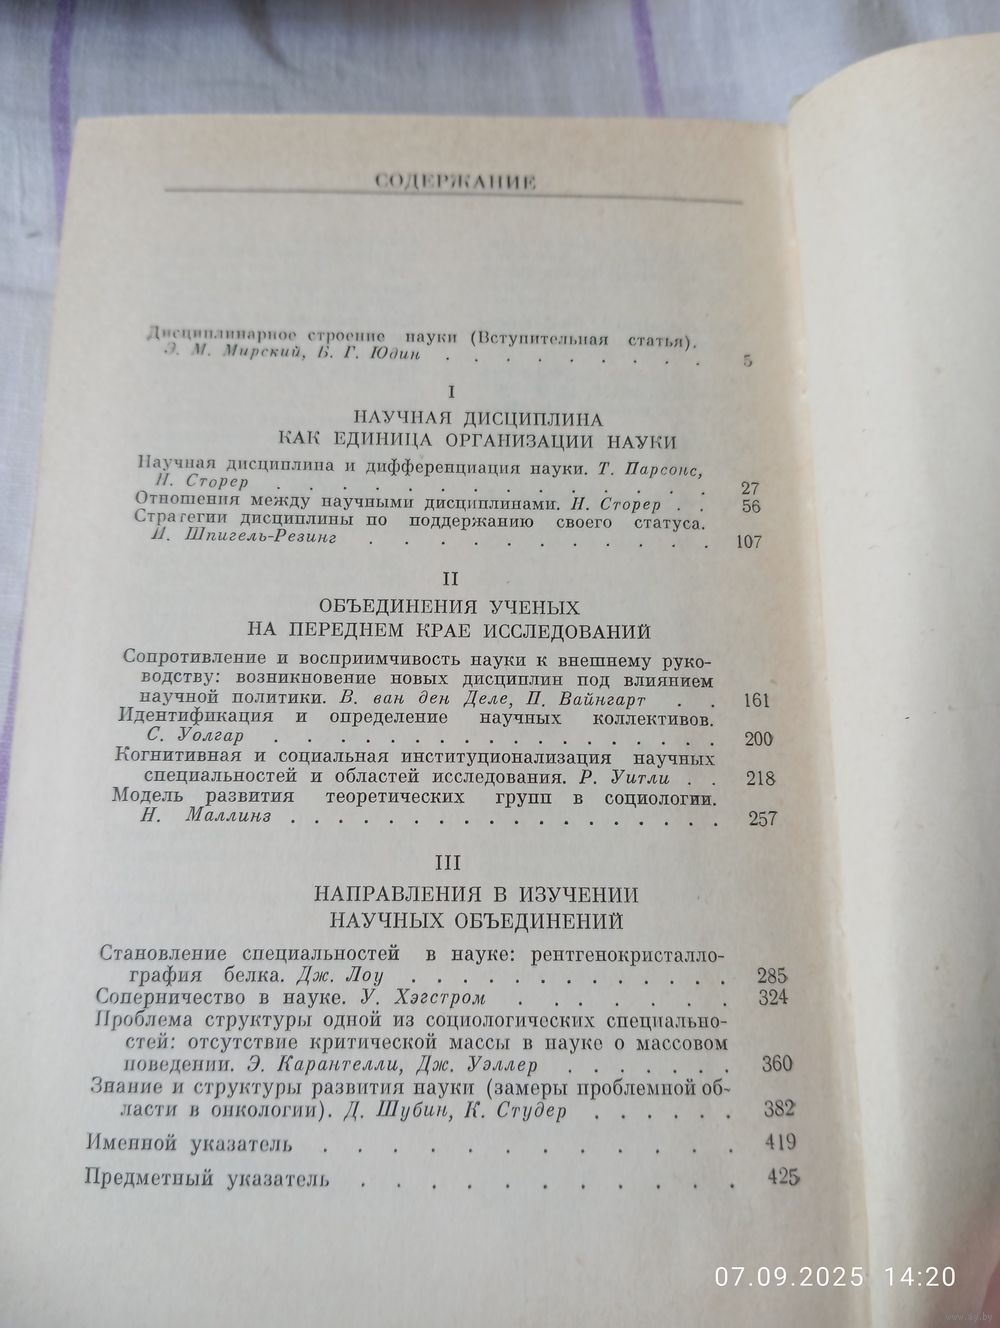 СОДЕРЖАНИЕ
Дисциплинарное строение науки (Вступительная статья).
Э. М. Мирский, Б. Г. Юдин . . . . . . . . 5
I
НАУЧНАЯ ДИСЦИПЛИНА
КАК ЕДИНИЦА ОРГАНИЗАЦИИ НАУКИ
Научная дисциплина и дифференциация науки. Т. Парсонс,
Н. Сторер . . . . . . . . . . . . . . 27
Отношения между научными дисциплинами. Н. Сторер . . 56
Стратегии дисциплины по поддержанию своего статуса.
И. Шпигель-Резинг . . . . . . . . . . . 107
II
ОБЪЕДИНЕНИЯ УЧЕНЫХ
НА ПЕРЕДНЕМ КРАЕ ИССЛЕДОВАНИЙ
Сопротивление и восприимчивость науки к внешнему руко-
водству: возникновение новых дисциплин под влиянием
научной политики. В. ван ден Деле, П. Вайнгарт . . 161
Идентификация и определение научных коллективов.
С. Уолгар . . . . . . . . . . . . . . . . 200
Когнитивная и социальная институционализация научных
специальностей и областей исследования. Р. Уитли . . 218
Модель развития теоретических групп в социологии.
Н. Маллинз . . . . . . . . . . . . . . . . . . 257
III
НАПРАВЛЕНИЯ В ИЗУЧЕНИИ
НАУЧНЫХ ОБЪЕДИНЕНИЙ
Становление специальностей в науке: рентгенокристалло-
графия белка. Дж. Лоу . . . . . . . . . . . . . 285
Соперничество в науке. У. Хэгстром . . . . . . . 324
Проблема структуры одной из социологических специально-
стей: отсутствие критической массы в науке о массовом
поведении. Э. Карантелли, Дж. Уэллер . . . . . . . 360
Знание и структуры развития науки (замеры проблемной об-
ласти в онкологии). Д. Шубин, К. Студер . . . . . . 382
Именной указатель . . . . . . . . . . . . . 419
Предметный указатель . . . . . . . . . . . . 425
07.09.2025 14:20
www.ay.by